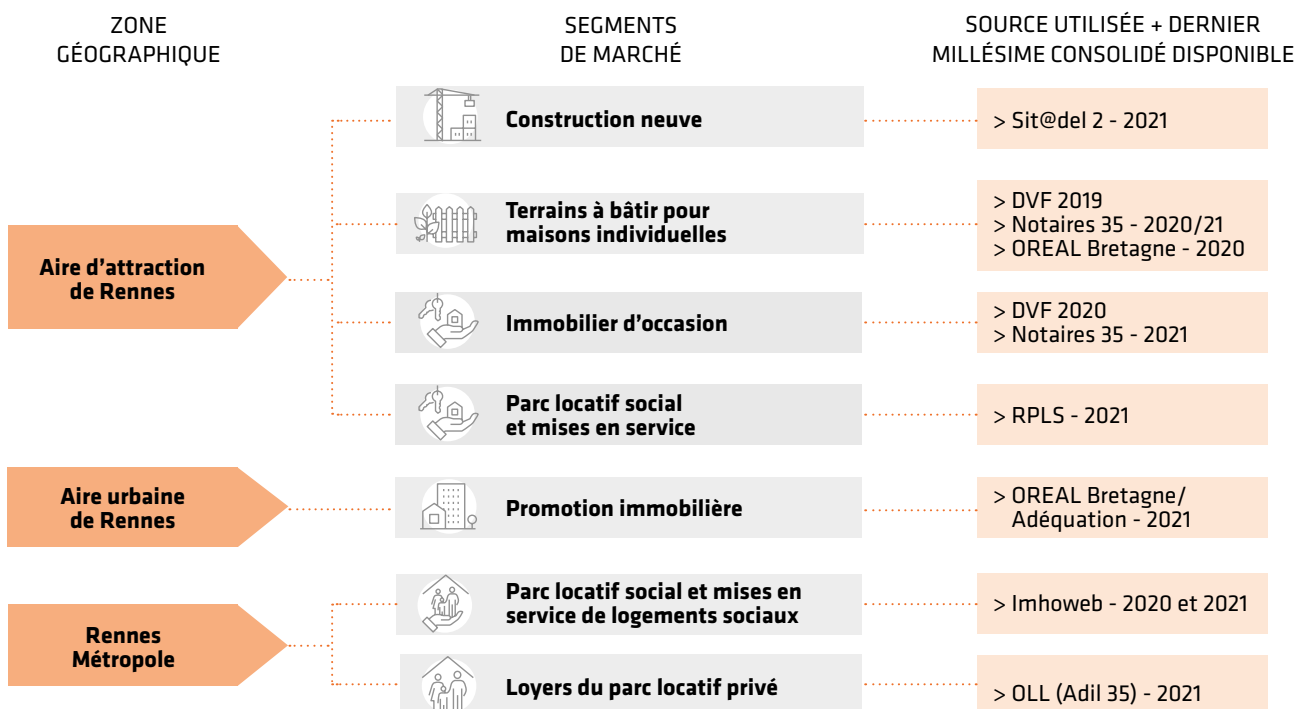 ZONE
GÉOGRAPHIQUE
SEGMENTS
DE MARCHÉ
SOURCE UTILISÉE + DERNIER
MILLÉSIME CONSOLIDÉ DISPONIBLE
Aire d'attraction
de Rennes
Construction neuve
> Sit@del 2 - 2021
Terrains à bâtir pour
maisons individuelles
> DVF 2019
> Notaires 35 - 2020/21
> OREAL Bretagne - 2020
Immobilier d'occasion
> DVF 2020
> Notaires 35 - 2021
Parc locatif social
et mises en service
> RPLS - 2021
Aire urbaine
de Rennes
Promotion immobilière
> OREAL Bretagne/
Adéquation - 2021
Rennes
Métropole
Parc locatif social et mises en
service de logements sociaux
> Imhoweb - 2020 et 2021
Loyers du parc locatif privé
> OLL (Adil 35) - 2021